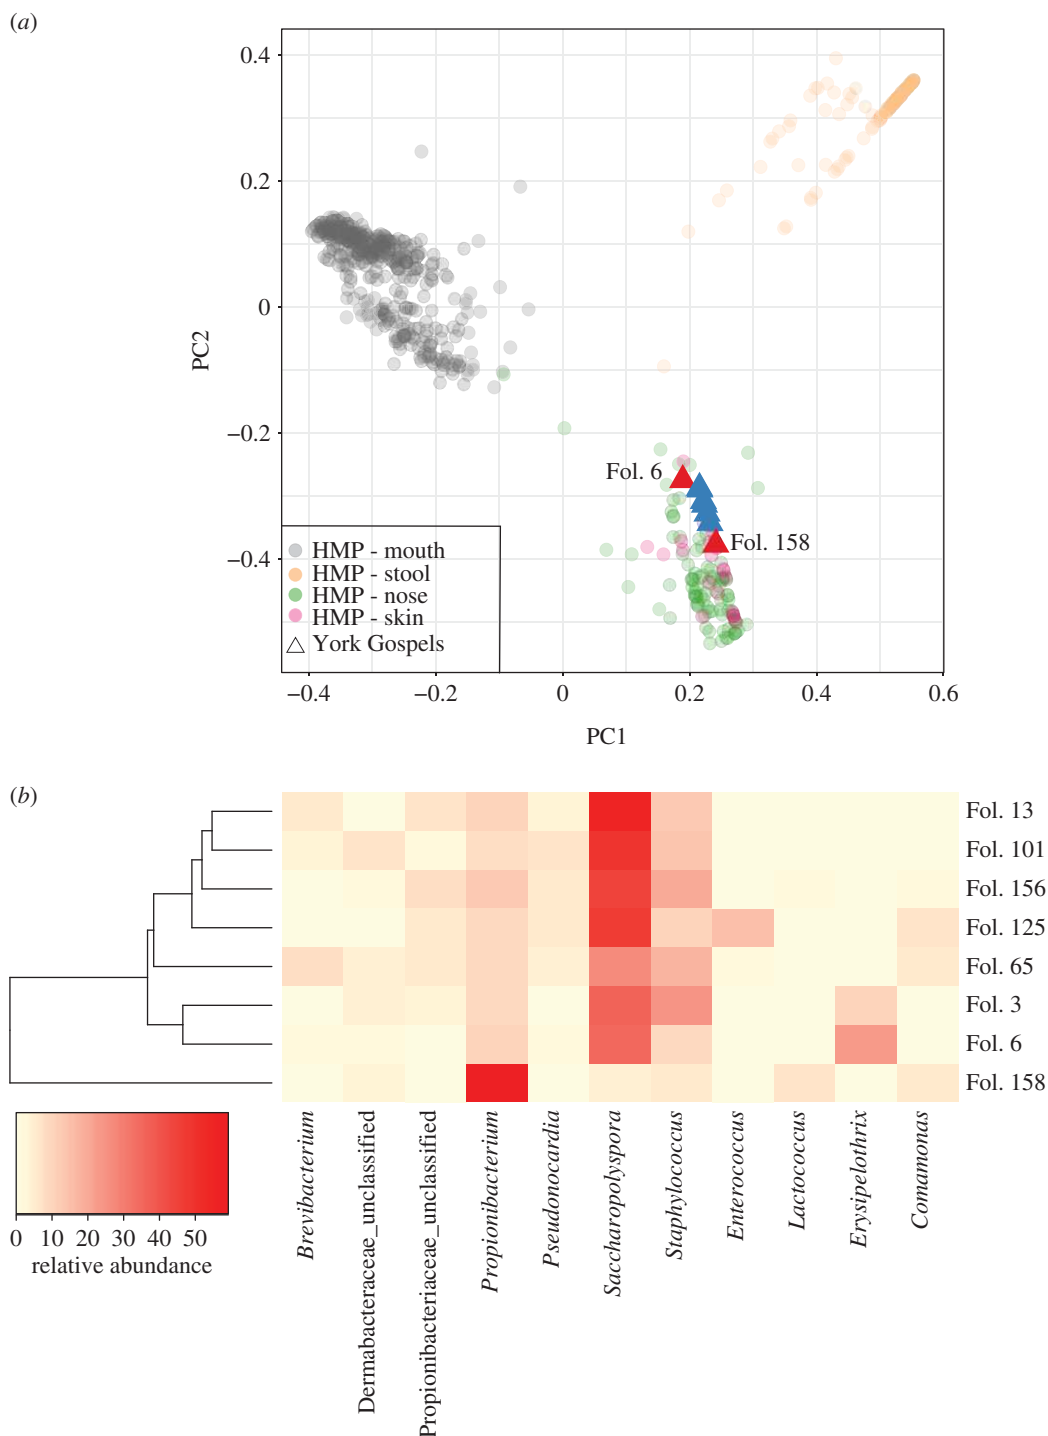 (a)
0.4
0.2
0
−0.2
−0.4
PC2
Fol. 6
Fol. 158
HMP - mouth
HMP - stool
HMP - nose
HMP - skin
York Gospels
−0.4 −0.2 0 0.2 0.4 0.6
PC1
(b)
Fol. 13
Fol. 101
Fol. 156
Fol. 125
Fol. 65
Fol. 3
Fol. 6
Fol. 158
0 10 20 30 40 50
relative abundance
Brevibacterium
Dermabacteraceae_unclassified
Propionibacteriaceae_unclassified
Propionibacterium
Pseudonocardia
Saccharopolyspora
Staphylococcus
Enterococcus
Lactococcus
Erysipelothrix
Comamonas